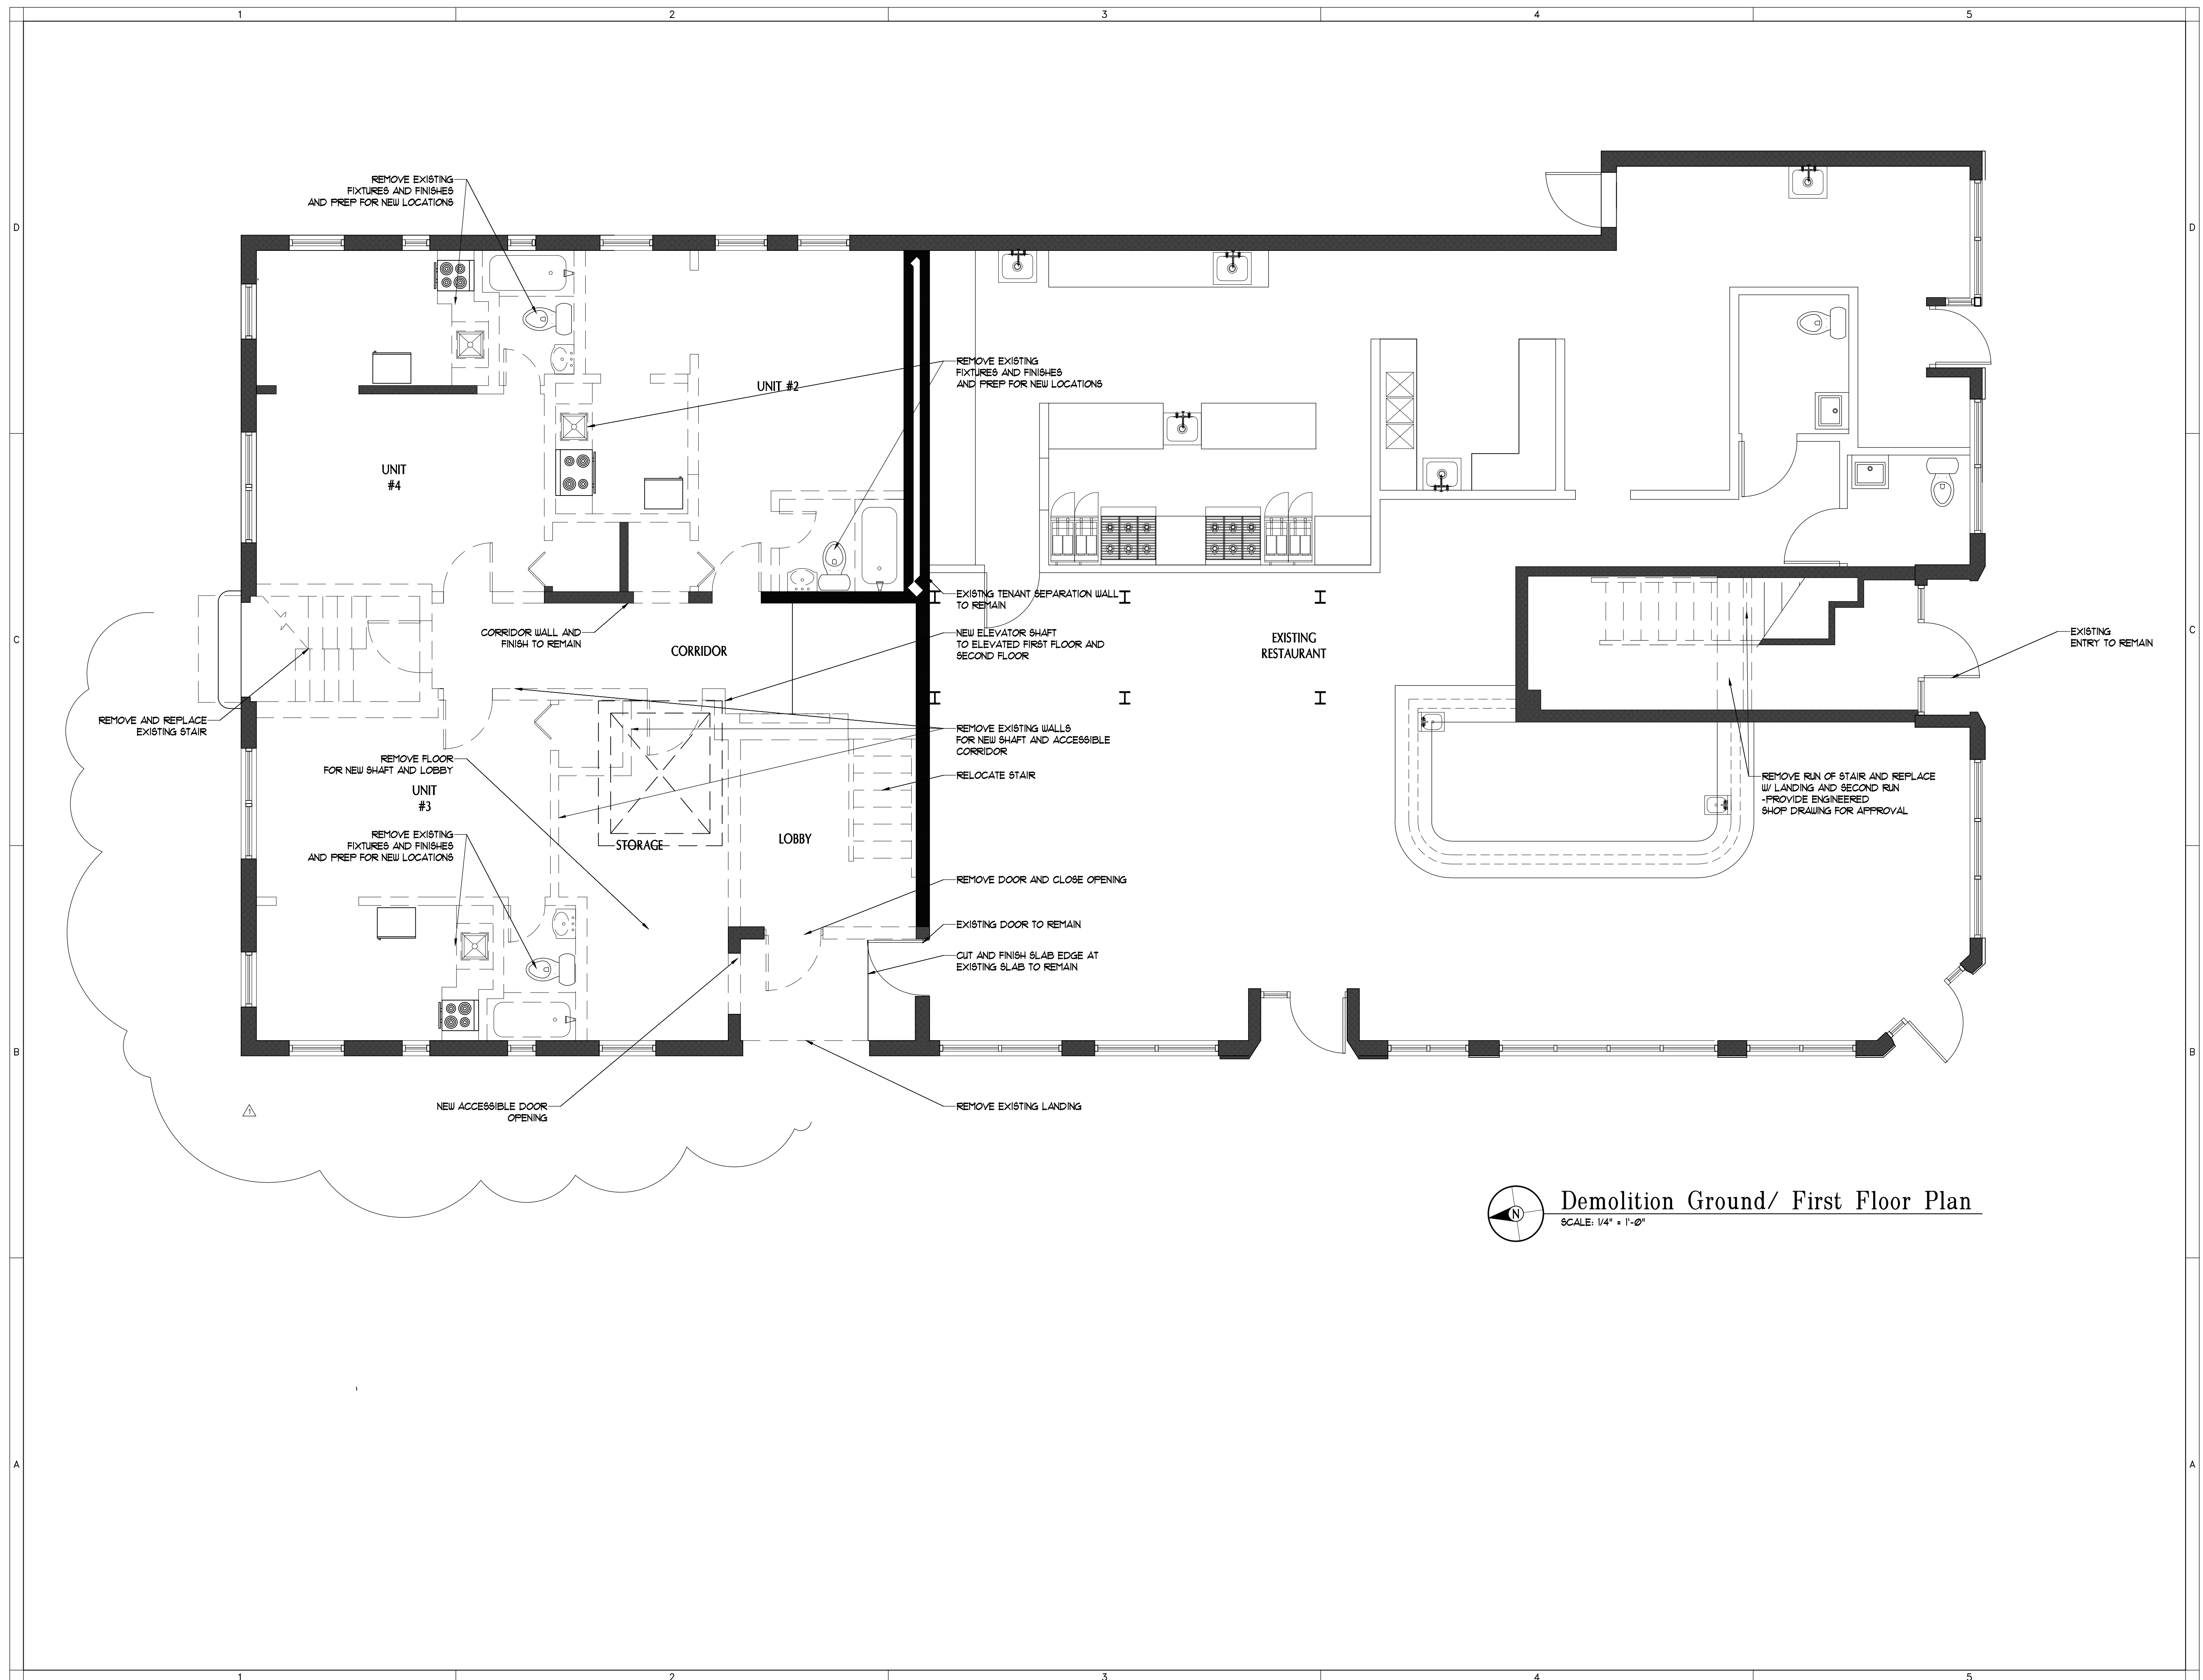 1 2 3 4 5
D D
C C
B B
A A
1 2 3 4 5
REMOVE EXISTING
FIXTURES AND FINISHES
AND PREP FOR NEW LOCATIONS
REMOVE EXISTING
FIXTURES AND FINISHES
AND PREP FOR NEW LOCATIONS
UNIT #2
UNIT
#4
EXISTNG TENANT SEPARATION WALL
TO REMAIN
CORRIDOR WALL AND
FINISH TO REMAIN
CORRIDOR
NEW ELEVATOR SHAFT
TO ELEVATED FIRST FLOOR AND
SECOND FLOOR
EXISTING
RESTAURANT
EXISTING
ENTRY TO REMAIN
REMOVE AND REPLACE
EXISTING STAIR
REMOVE EXISTING WALLS
FOR NEW SHAFT AND ACCESSIBLE
CORRIDOR
REMOVE FLOOR
FOR NEW SHAFT AND LOBBY
RELOCATE STAIR
REMOVE RUN OF STAIR AND REPLACE
W/ LANDING AND SECOND RUN
-PROVIDE ENGINEERED
SHOP DRAWING FOR APPROVAL
UNIT
#3
REMOVE EXISTING
FIXTURES AND FINISHES
AND PREP FOR NEW LOCATIONS
STORAGE
LOBBY
REMOVE DOOR AND CLOSE OPENING
EXISTING DOOR TO REMAIN
CUT AND FINISH SLAB EDGE AT
EXISTING SLAB TO REMAIN
1
NEW ACCESSIBLE DOOR
OPENING
REMOVE EXISTING LANDING
N
Demolition Ground/ First Floor Plan
SCALE: 1/4" = 1'-0"